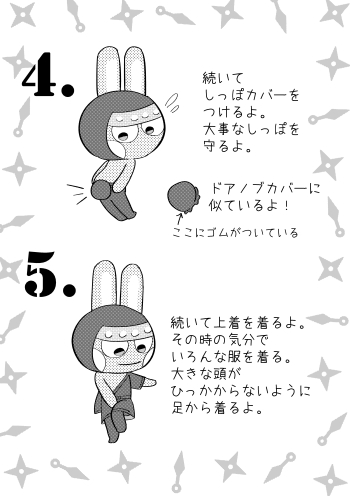 4.
続いて
しっぽカバーを
つけるよ。
大事なしっぽを
守るよ。
ドアノブカバーに
似ているよ！
ここにゴムがついている
5.
続いて上着を着るよ。
その時の気分で
いろんな服を着る。
大きな頭が
ひっかからないように
足から着るよ。